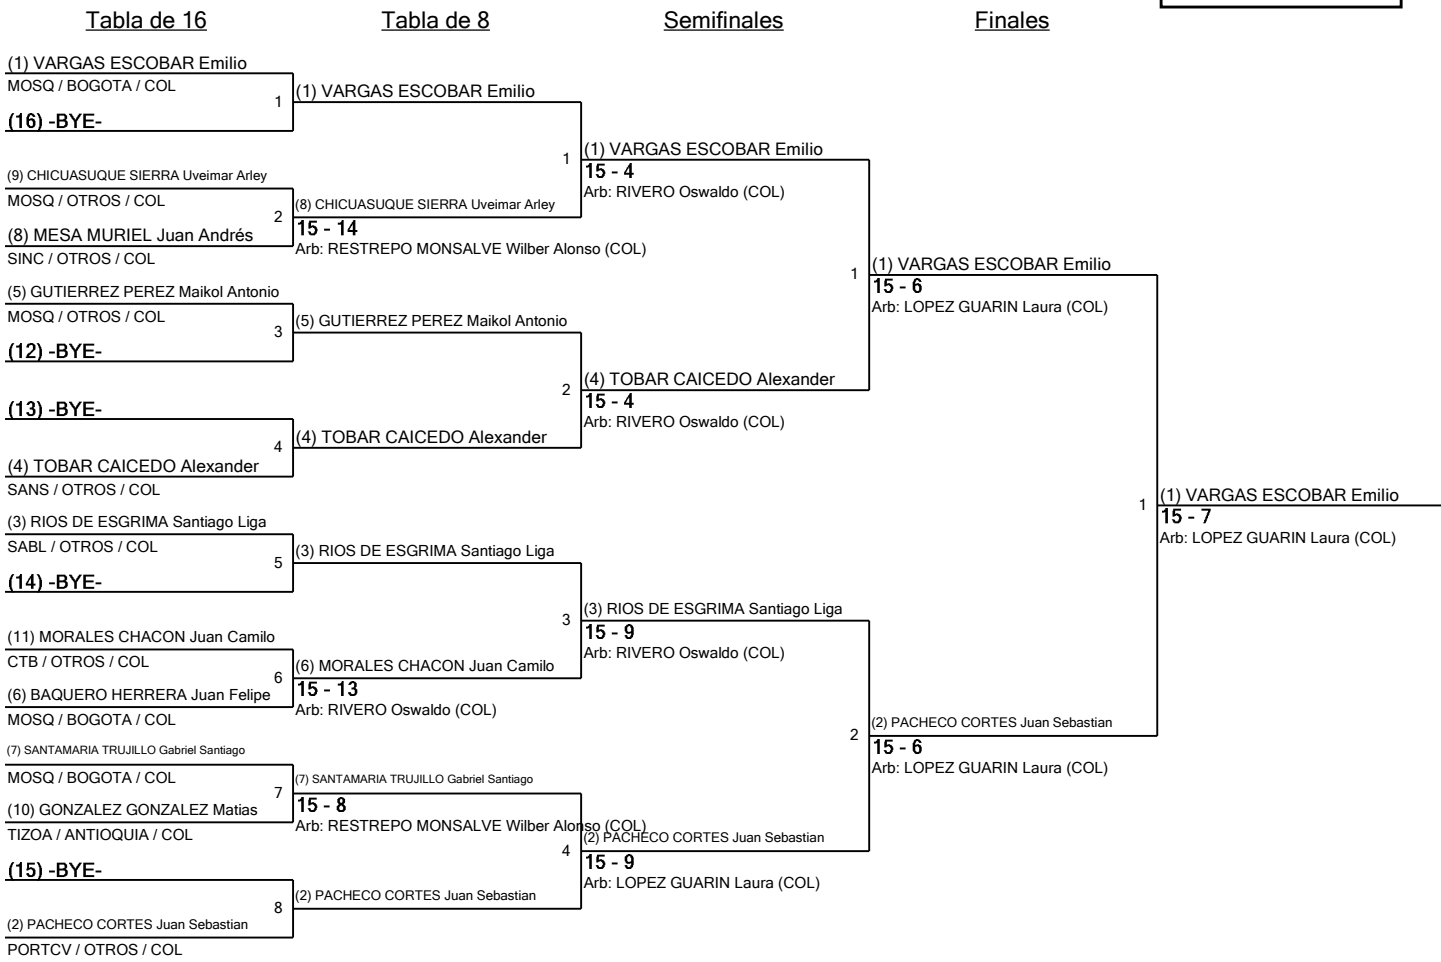 Tabla de 16
Tabla de 8
Semifinales
Finales
(1) VARGAS ESCOBAR Emilio
MOSQ / BOGOTA / COL
1
(16) -BYE-
(9) CHICUASUQUE SIERRA Uveimar Arley
MOSQ / OTROS / COL
2
(8) MESA MURIEL Juan Andrés
SINC / OTROS / COL
(5) GUTIERREZ PEREZ Maikol Antonio
MOSQ / OTROS / COL
3
(12) -BYE-
(13) -BYE-
4
(4) TOBAR CAICEDO Alexander
SANS / OTROS / COL
(3) RIOS DE ESGRIMA Santiago Liga
SABL / OTROS / COL
5
(14) -BYE-
(11) MORALES CHACON Juan Camilo
CTB / OTROS / COL
6
(6) BAQUERO HERRERA Juan Felipe
MOSQ / BOGOTA / COL
(7) SANTAMARIA TRUJILLO Gabriel Santiago
MOSQ / BOGOTA / COL
7
(10) GONZALEZ GONZALEZ Matias
TIZOA / ANTIOQUIA / COL
(15) -BYE-
8
(2) PACHECO CORTES Juan Sebastian
PORTCV / OTROS / COL
(1) VARGAS ESCOBAR Emilio
1
(8) CHICUASUQUE SIERRA Uveimar Arley
15 - 14
Arb: RESTREPO MONSALVE Wilber Alonso (COL)
(5) GUTIERREZ PEREZ Maikol Antonio
2
(4) TOBAR CAICEDO Alexander
(3) RIOS DE ESGRIMA Santiago Liga
3
(6) MORALES CHACON Juan Camilo
15 - 13
Arb: RIVERO Oswaldo (COL)
(7) SANTAMARIA TRUJILLO Gabriel Santiago
15 - 8
Arb: RESTREPO MONSALVE Wilber Alonso (COL)
4
(2) PACHECO CORTES Juan Sebastian
(1) VARGAS ESCOBAR Emilio
15 - 4
Arb: RIVERO Oswaldo (COL)
1
(4) TOBAR CAICEDO Alexander
15 - 4
Arb: RIVERO Oswaldo (COL)
(3) RIOS DE ESGRIMA Santiago Liga
15 - 9
Arb: RIVERO Oswaldo (COL)
2
(2) PACHECO CORTES Juan Sebastian
15 - 9
Arb: LOPEZ GUARIN Laura (COL)
(1) VARGAS ESCOBAR Emilio
15 - 6
Arb: LOPEZ GUARIN Laura (COL)
1
(2) PACHECO CORTES Juan Sebastian
15 - 6
Arb: LOPEZ GUARIN Laura (COL)
(1) VARGAS ESCOBAR Emilio
15 - 7
Arb: LOPEZ GUARIN Laura (COL)